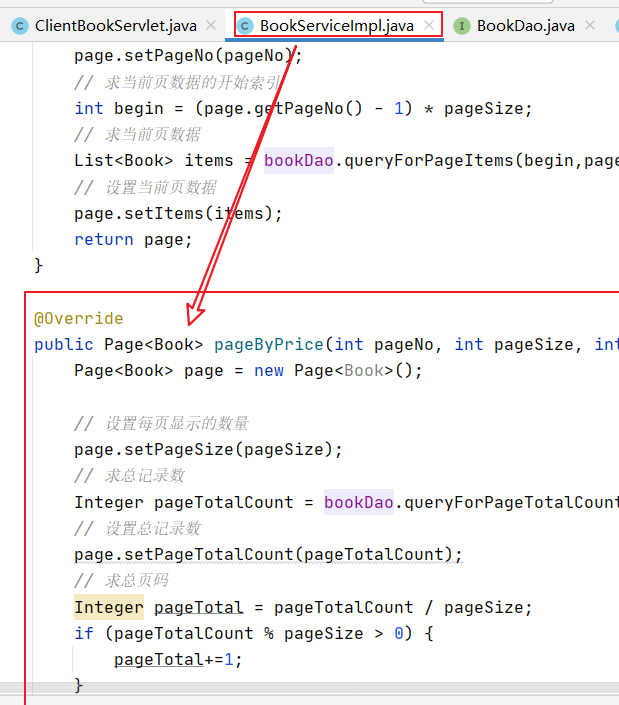 C ClientBookServlet.java × C BookServiceImpl.java × I BookDao.java ×
page.setPageNo(pageNo);
// 求当前页数据的开始索引
int begin = (page.getPageNo() - 1) * pageSize;
// 求当前页数据
List<Book> items = bookDao.queryForPageItems(begin,page
// 设置当前页数据
page.setItems(items);
return page;
}
@Override
public Page<Book> pageByPrice(int pageNo, int pageSize, int
Page<Book> page = new Page<Book>();
// 设置每页显示的数量
page.setPageSize(pageSize);
// 求总记录数
Integer pageTotalCount = bookDao.queryForPageTotalCount
// 设置总记录数
page.setPageTotalCount(pageTotalCount);
// 求总页码
Integer pageTotal = pageTotalCount / pageSize;
if (pageTotalCount % pageSize > 0) {
pageTotal+=1;
}